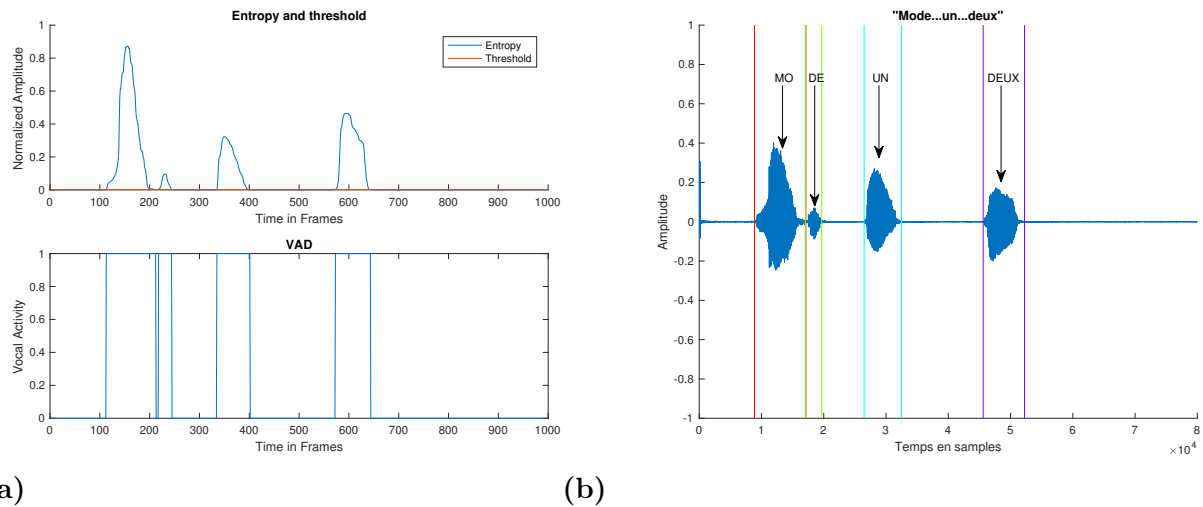 Entropy and threshold
1
0.8
0.6
0.4
0.2
0
Normalized Amplitude
Entropy
Threshold
0 100 200 300 400 500 600 700 800 900 1000
Time in Frames
VAD
1
0.8
0.6
0.4
0.2
0
Vocal Activity
0 100 200 300 400 500 600 700 800 900 1000
Time in Frames
a)
"Mode...un...deux"
1
0.8
0.6
0.4
0.2
0
-0.2
-0.4
-0.6
-0.8
-1
Amplitude
MO DE UN DEUX
0 1 2 3 4 5 6 7 8
Temps en samples
×10^4
(b)